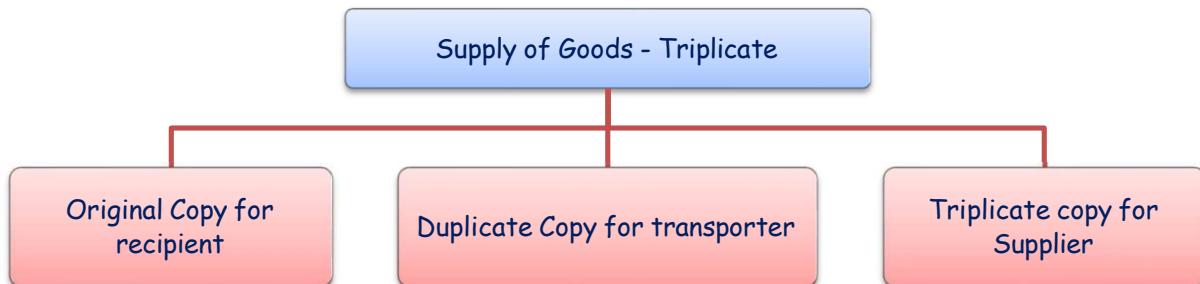 Supply of Goods - Triplicate
Original Copy for
recipient
Duplicate Copy for transporter
Triplicate copy for
Supplier